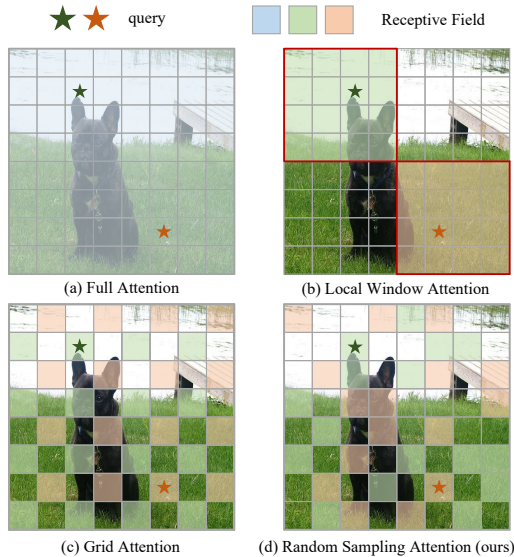 query
Receptive Field
(a) Full Attention
(b) Local Window Attention
(c) Grid Attention
(d) Random Sampling Attention (ours)